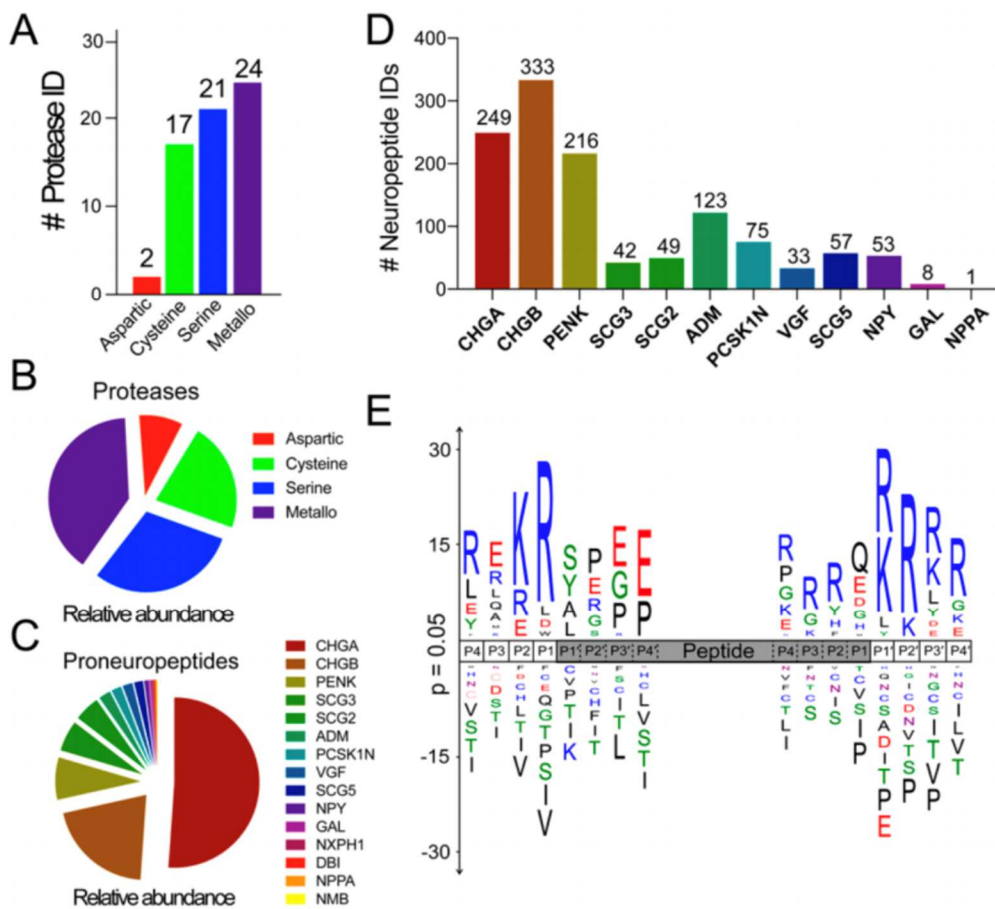 A
# Protease ID
30
20
10
0
2
17
21
24
Aspartic
Cysteine
Serine
Metallo
D
# Neuropeptide IDs
400
300
200
100
0
249
333
216
42
49
123
75
33
57
53
8
1
CHGA
CHGB
PENK
SCG3
SCG2
ADM
PCSK1N
VGF
SCG5
NPY
GAL
NPPA
B
Proteases
Aspartic
Cysteine
Serine
Metallo
Relative abundance
C
Proneuropeptides
CHGA
CHGB
PENK
SCG3
SCG2
ADM
PCSK1N
VGF
SCG5
NPY
GAL
NXPH1
DBI
NPPA
NMB
Relative abundance
E
30
15
p = 0.05
-15
-30
R L E Y
E R L Q A
K R E
R L D W
S Y A L
P E R G S
E G P
E P
R P G K E
R G K
R Y H F
Q E D G H
R K L Y
R K
R K L Y D E
R G K E
P4 P3 P2 P1 P1' P2' P3' P4' Peptide P4 P3 P2 P1 P1' P2' P3' P4'
H N C V S T I
N C D S T I
F D C H L T I V
C E Q G T P S I V
C V P T I K
C H F I T
F S C I T L
H C L V S T I
N V F C T L I
N T C S
V C N I S
T C V S I P
H Q N C S A D I T P E
G I C D N V T S P
N G C S I T V P
H N C I L V T